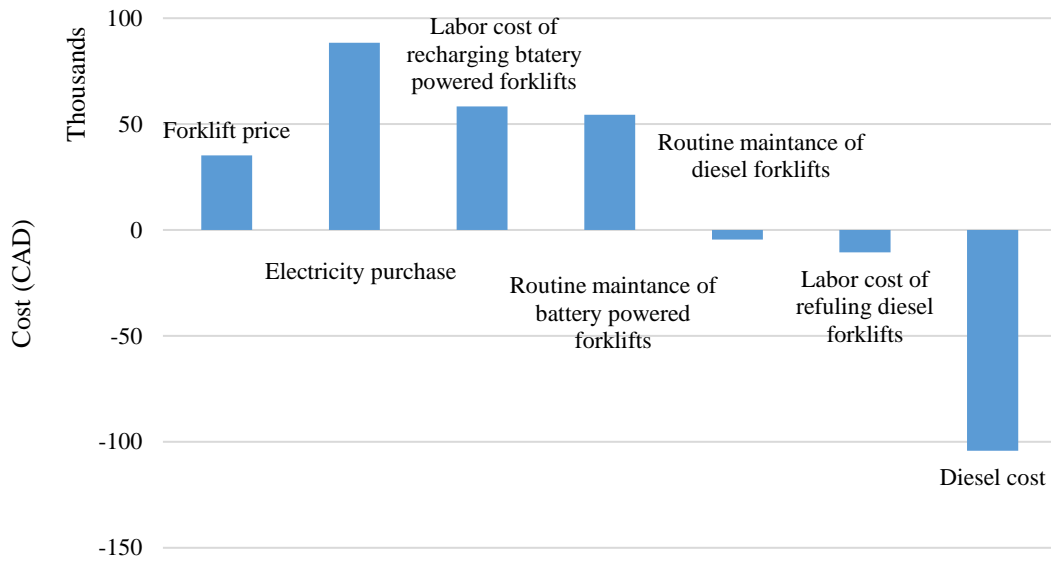 100
Thousands
50
0
-50
-100
-150
Cost (CAD)
Forklift price
Electricity purchase
Labor cost of
recharging btatery
powered forklifts
Routine maintance of
battery powered
forklifts
Routine maintance of
diesel forklifts
Labor cost of
refuling diesel
forklifts
Diesel cost